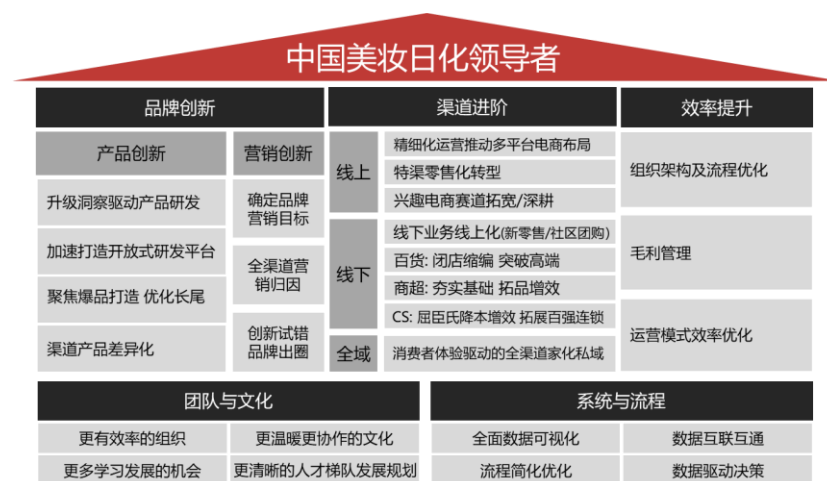 中国美妆日化领导者
品牌创新
渠道进阶
效率提升
产品创新
营销创新
升级洞察驱动产品研发
加速打造开放式研发平台
聚焦爆品打造 优化长尾
渠道产品差异化
确定品牌
营销目标
全渠道营
销归因
创新试错
品牌出圈
线上
精细化运营推动多平台电商布局
特渠零售化转型
兴趣电商赛道拓宽/深耕
线下
线下业务线上化(新零售/社区团购)
百货: 闭店缩编 突破高端
商超: 夯实基础 拓品增效
CS: 屈臣氏降本增效 拓展百强连锁
全域
消费者体验驱动的全渠道家化私域
组织架构及流程优化
毛利管理
运营模式效率优化
团队与文化
更有效率的组织
更温暖更协作的文化
更多学习发展的机会
更清晰的人才梯队发展规划
系统与流程
全面数据可视化
数据互联互通
流程简化优化
数据驱动决策